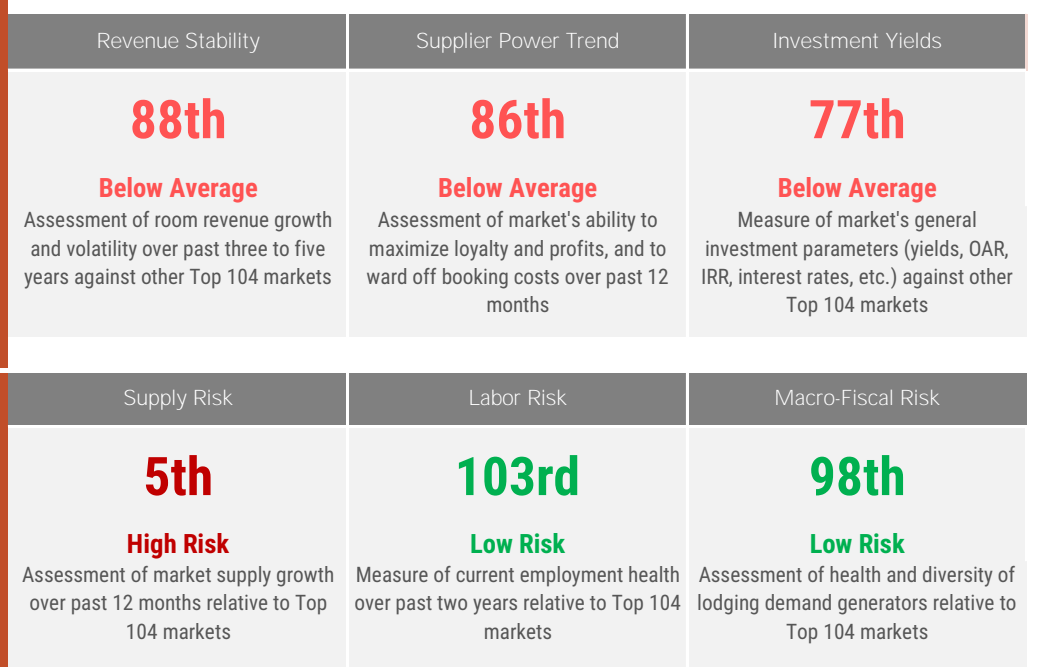 Revenue Stability
Supplier Power Trend
Investment Yields
88th
86th
77th
Below Average
Below Average
Below Average
Assessment of room revenue growth
and volatility over past three to five
years against other Top 104 markets
Assessment of market's ability to
maximize loyalty and profits, and to
ward off booking costs over past 12
months
Measure of market's general
investment parameters (yields, OAR,
IRR, interest rates, etc.) against other
Top 104 markets
Supply Risk
Labor Risk
Macro-Fiscal Risk
5th
103rd
98th
High Risk
Low Risk
Low Risk
Assessment of market supply growth
over past 12 months relative to Top
104 markets
Measure of current employment health
over past two years relative to Top 104
markets
Assessment of health and diversity of
lodging demand generators relative to
Top 104 markets